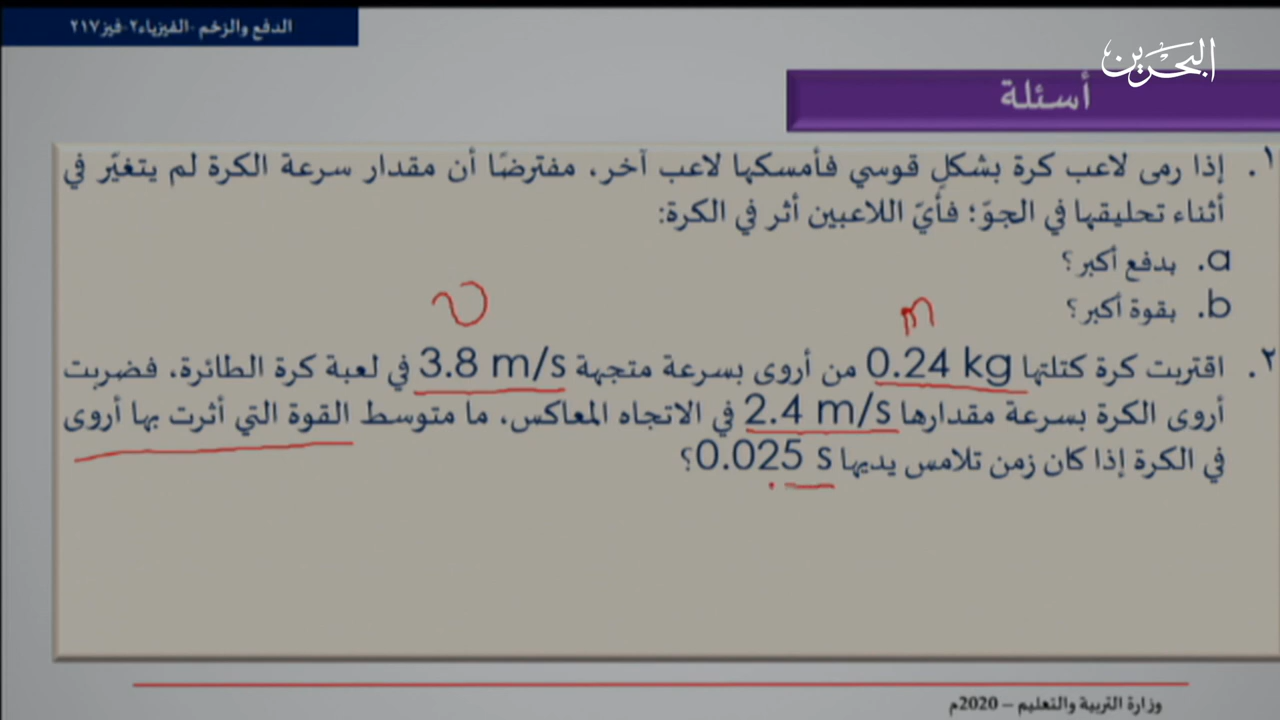 الدفع والزخم -الفيزياء٢-فيز٢١٧
البحرين
أسئلة
١. إذا رمى لاعب كرة بشكلٍ قوسي فأمسكها لاعب آخر، مفترضًا أن مقدار سرعة الكرة لم يتغيّر في
أثناء تحليقها في الجوّ؛ فأيّ اللاعبين أثر في الكرة:
a. بدفع أكبر؟
b. بقوة أكبر؟
υ
m
٢. اقتربت كرة كتلتها 0.24 kg من أروى بسرعة متجهة 3.8 m/s في لعبة كرة الطائرة، فضربت
أروى الكرة بسرعة مقدارها 2.4 m/s في الاتجاه المعاكس، ما متوسط القوة التي أثرت بها أروى
في الكرة إذا كان زمن تلامس يديها 0.025 s؟
وزارة التربية والتعليم – 2020م